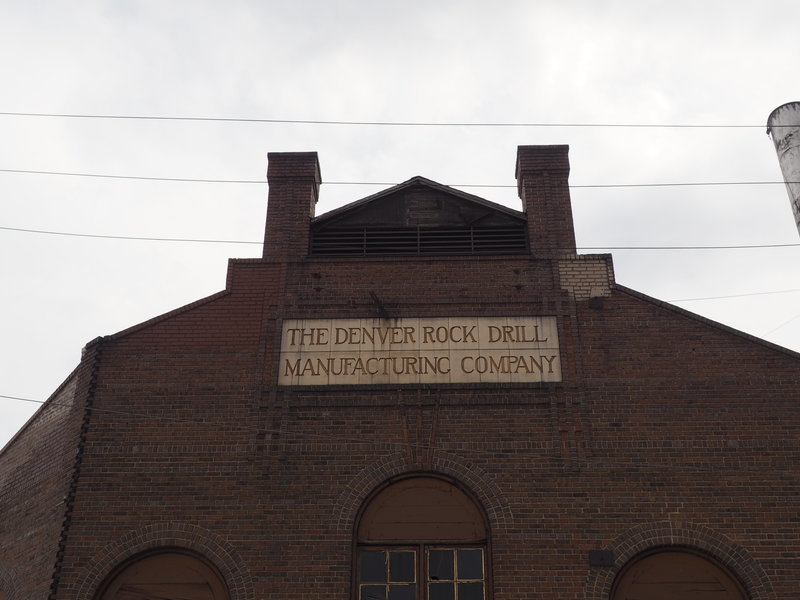 THE DENVER ROCK DRILL
MANUFACTURING COMPANY